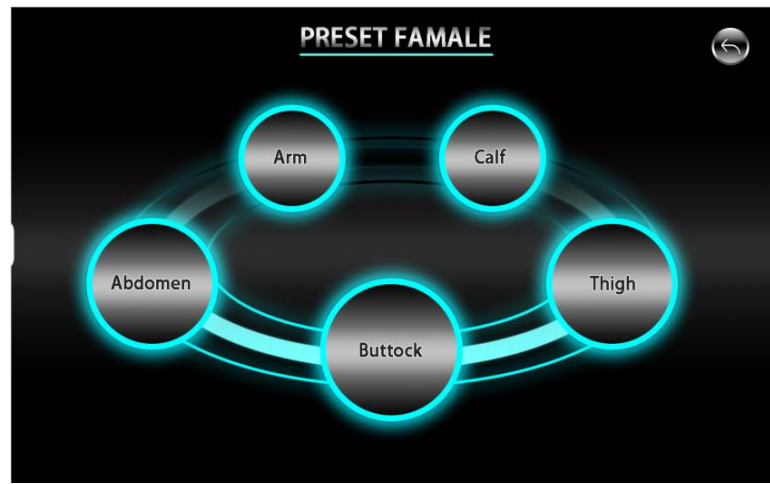 PRESET FAMALE
Arm
Calf
Abdomen
Thigh
Buttock